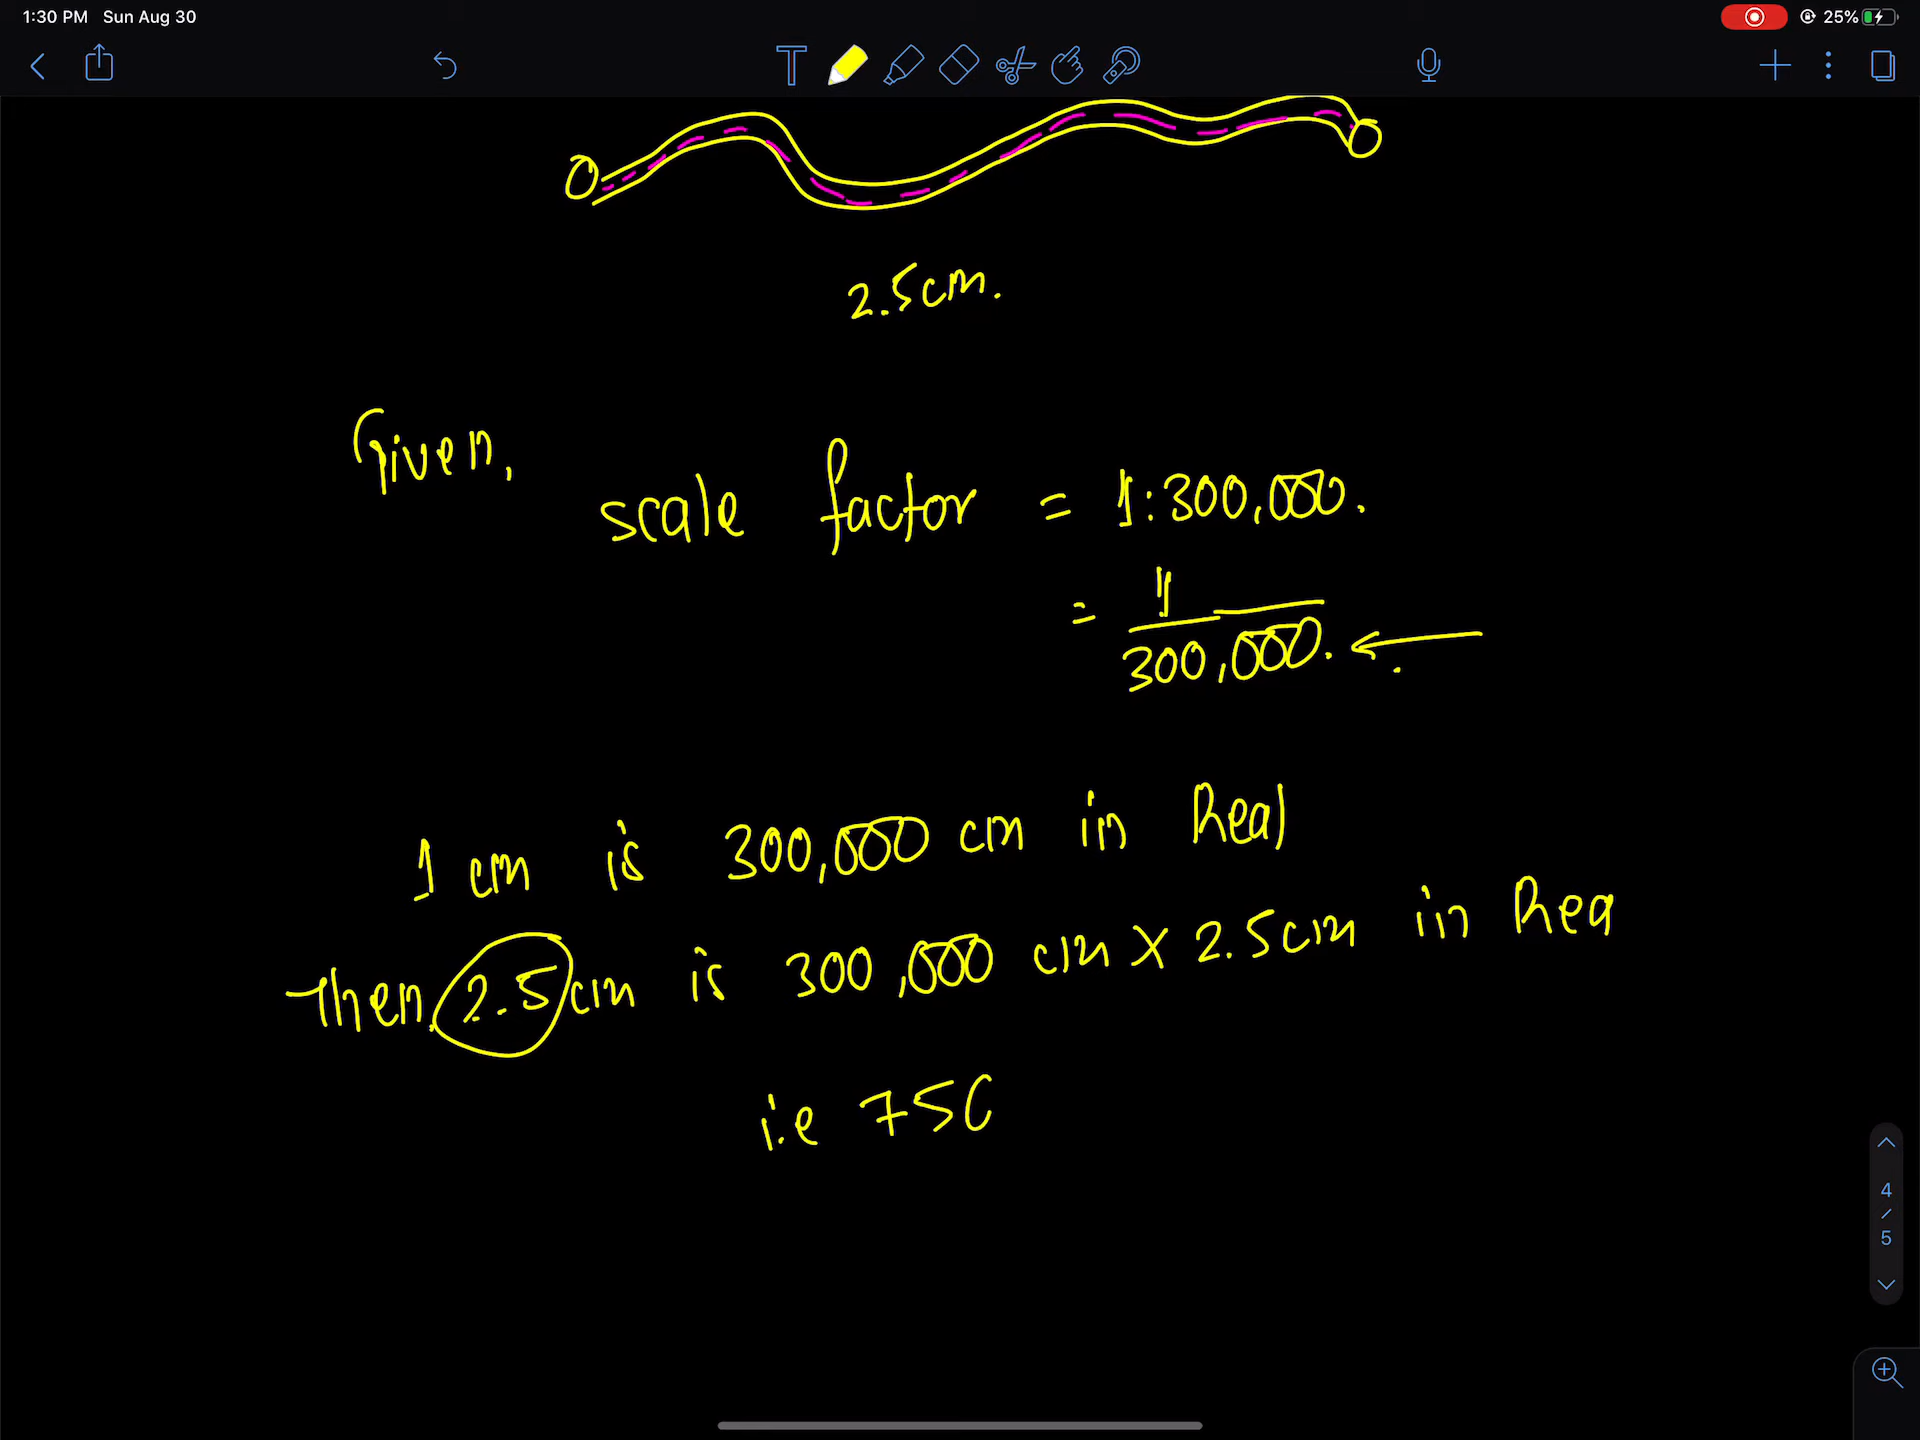 1:30 PM Sun Aug 30
25%
2.5cm.
Given,
scale factor = 1:300,000.
= 1/300,000.
1 cm is 300,000 cm in Real
Then, 2.5 cm is 300,000 cm X 2.5cm in Rea
i.e 750
4
/
5